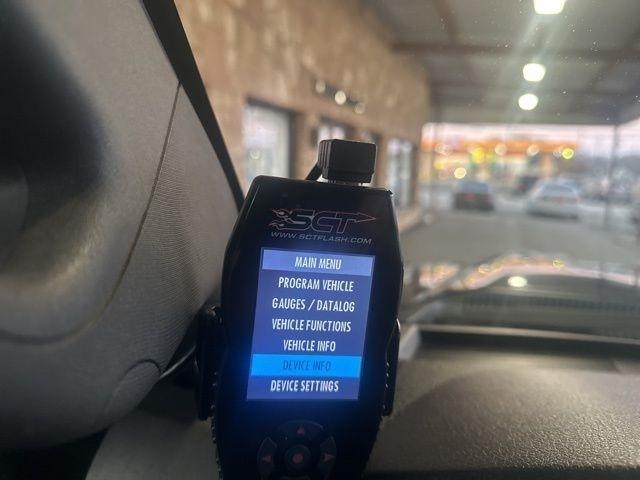 SCT
WWW.SCTFLASH.COM
MAIN MENU
PROGRAM VEHICLE
GAUGES / DATALOG
VEHICLE FUNCTIONS
VEHICLE INFO
DEVICE INFO
DEVICE SETTINGS